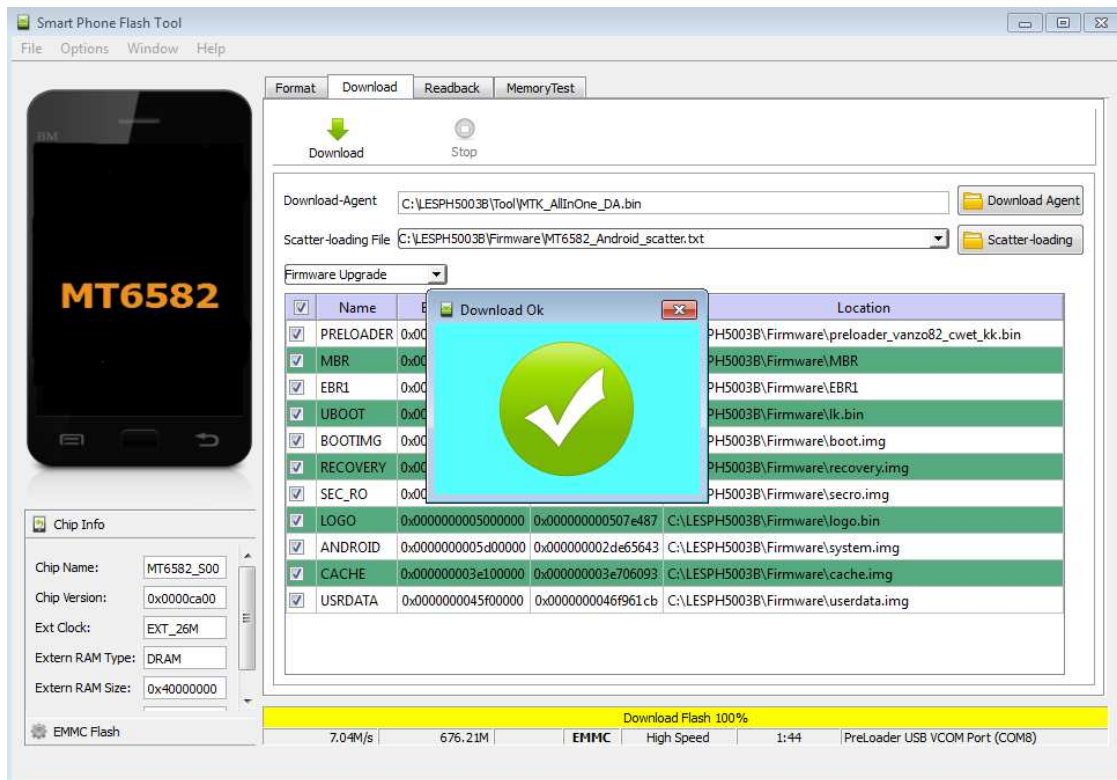 Smart Phone Flash Tool
File Options Window Help
Format Download Readback MemoryTest
BM
MT6582
Download Stop
Download-Agent C:\LESPH5003B\Tool\MTK_AllInOne_DA.bin Download Agent
Scatter-loading File C:\LESPH5003B\Firmware\MT6582_Android_scatter.txt Scatter-loading
Firmware Upgrade
Name Location
Download Ok
PRELOADER 0x00 PH5003B\Firmware\preloader_vanzo82_cwet_kk.bin
MBR 0x00 PH5003B\Firmware\MBR
EBR1 0x00 PH5003B\Firmware\EBR1
UBOOT 0x00 PH5003B\Firmware\lk.bin
BOOTIMG 0x00 PH5003B\Firmware\boot.img
RECOVERY 0x00 PH5003B\Firmware\recovery.img
SEC_RO 0x00 PH5003B\Firmware\secro.img
LOGO 0x0000000005000000 0x000000000507e487 C:\LESPH5003B\Firmware\logo.bin
ANDROID 0x0000000005d00000 0x000000002de65643 C:\LESPH5003B\Firmware\system.img
CACHE 0x000000003e100000 0x000000003e706093 C:\LESPH5003B\Firmware\cache.img
USRDATA 0x0000000045f00000 0x0000000046f961cb C:\LESPH5003B\Firmware\userdata.img
Chip Info
Chip Name: MT6582_S00
Chip Version: 0x0000ca00
Ext Clock: EXT_26M
Extern RAM Type: DRAM
Extern RAM Size: 0x40000000
EMMC Flash
Download Flash 100%
7.04M/s 676.21M EMMC High Speed 1:44 PreLoader USB VCOM Port (COM8)